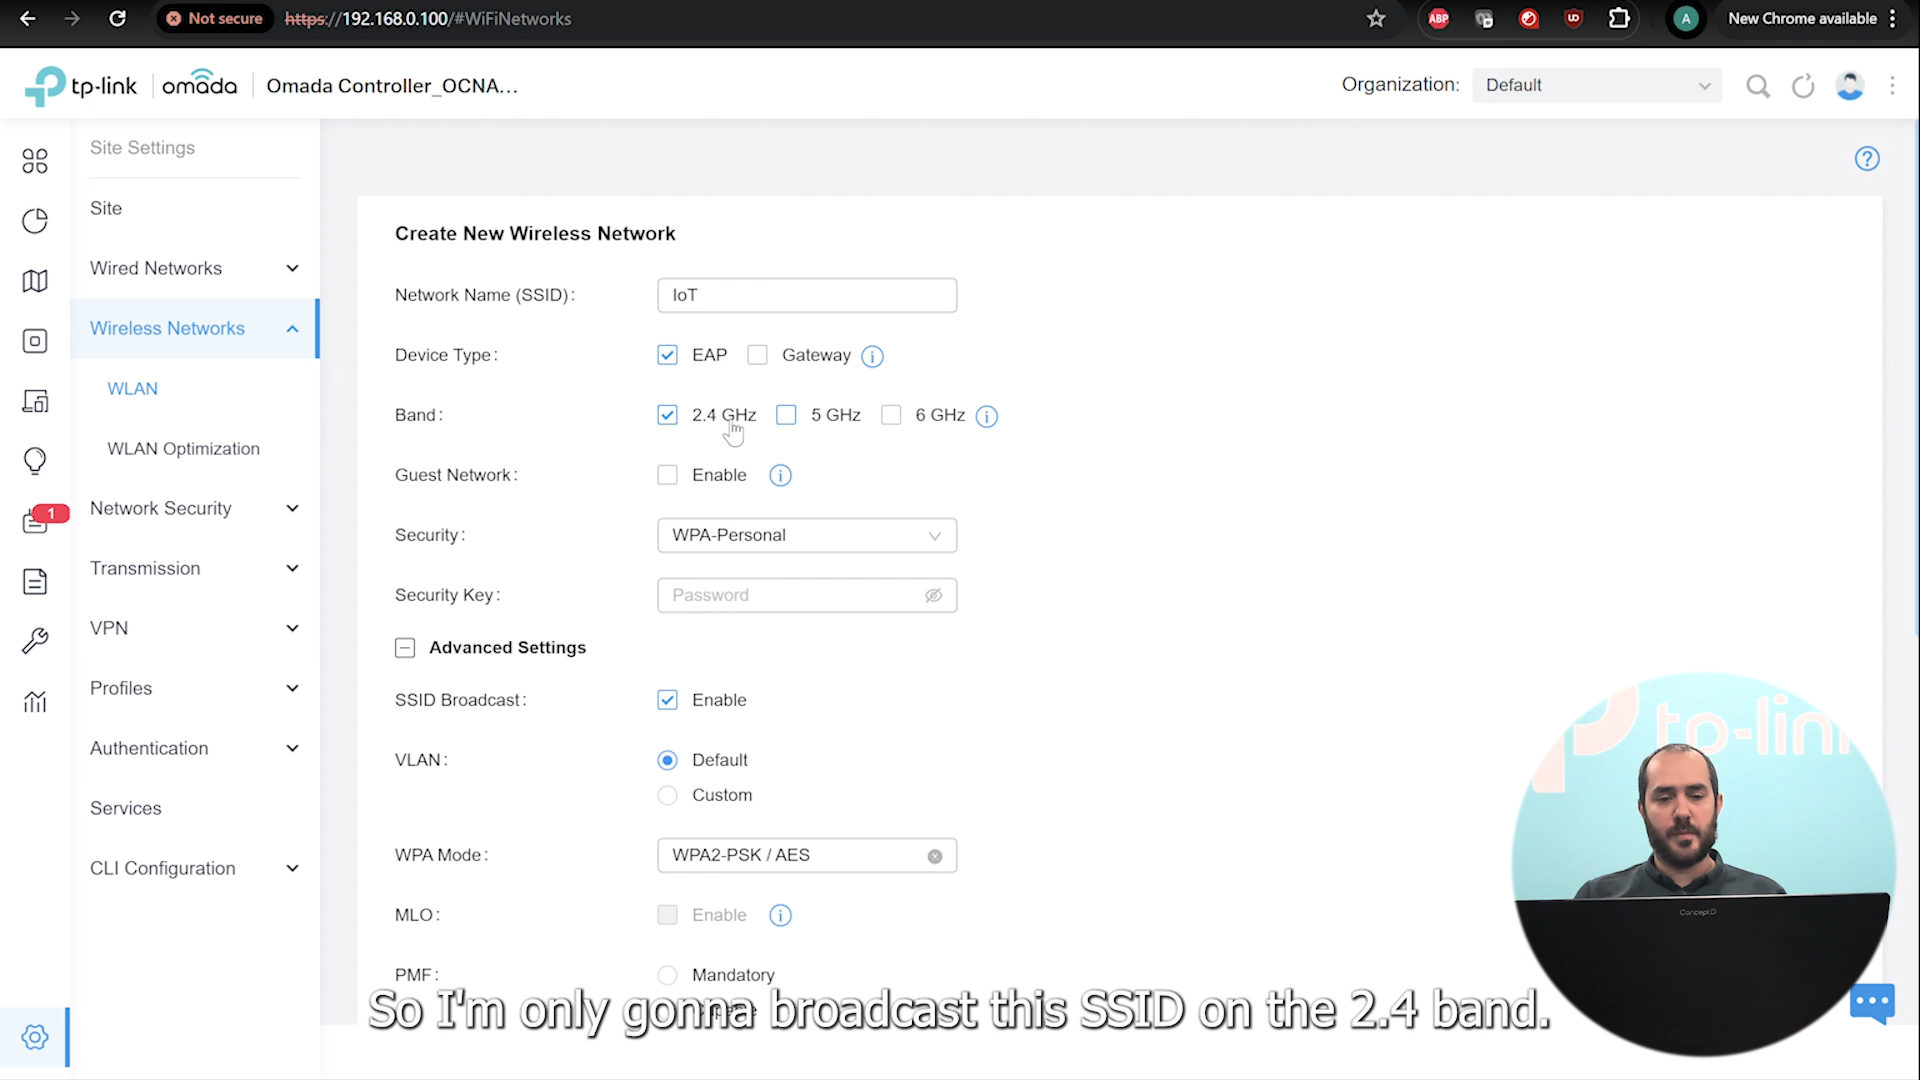 Not secure
https://192.168.0.100/#WiFiNetworks
ABP
UD
A
New Chrome available
tp-link
omada
Omada Controller_OCNA...
Organization:
Default
Site Settings
Site
Wired Networks
Wireless Networks
WLAN
WLAN Optimization
Network Security
Transmission
VPN
Profiles
Authentication
Services
CLI Configuration
1
Create New Wireless Network
Network Name (SSID):
IoT
Device Type:
EAP
Gateway
Band:
2.4 GHz
5 GHz
6 GHz
Guest Network:
Enable
Security:
WPA-Personal
Security Key:
Password
Advanced Settings
SSID Broadcast:
Enable
VLAN:
Default
Custom
WPA Mode:
WPA2-PSK / AES
MLO:
Enable
PMF:
Mandatory
So I'm only gonna broadcast this SSID on the 2.4 band.
tp-link
ConceptD